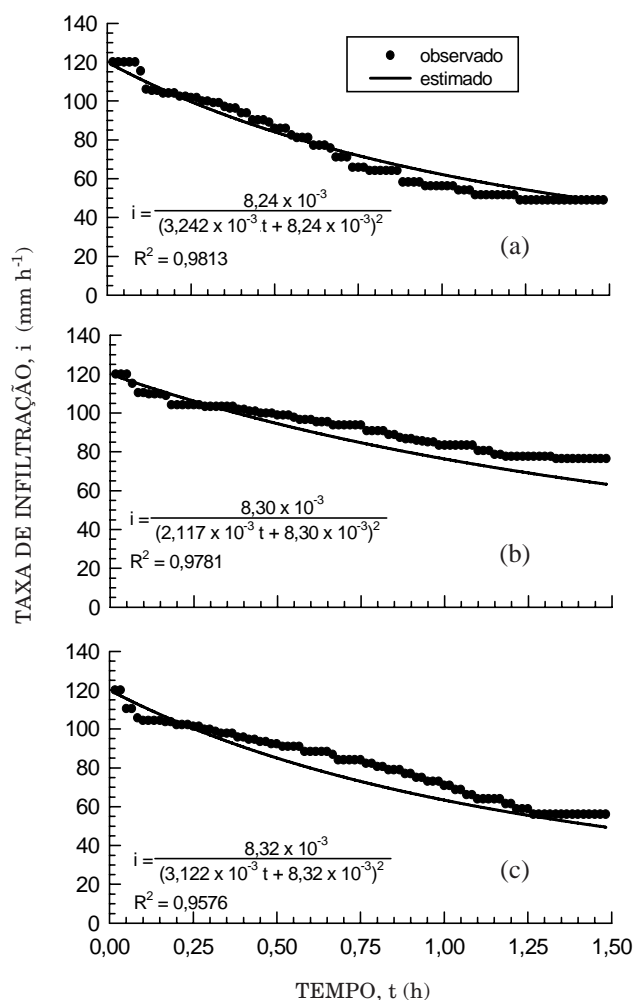 140
120
100
80
60
40
20
0
observado
estimado
i = 8,24 x 10⁻³
(3,242 x 10⁻³ t + 8,24 x 10⁻³)²
R² = 0,9813
(a)
TAXA DE INFILTRAÇÃO, i (mm h⁻¹)
140
120
100
80
60
40
20
0
i = 8,30 x 10⁻³
(2,117 x 10⁻³ t + 8,30 x 10⁻³)²
R² = 0,9781
(b)
140
120
100
80
60
40
20
0
i = 8,32 x 10⁻³
(3,122 x 10⁻³ t + 8,32 x 10⁻³)²
R² = 0,9576
(c)
0,00 0,25 0,50 0,75 1,00 1,25 1,50
TEMPO, t (h)